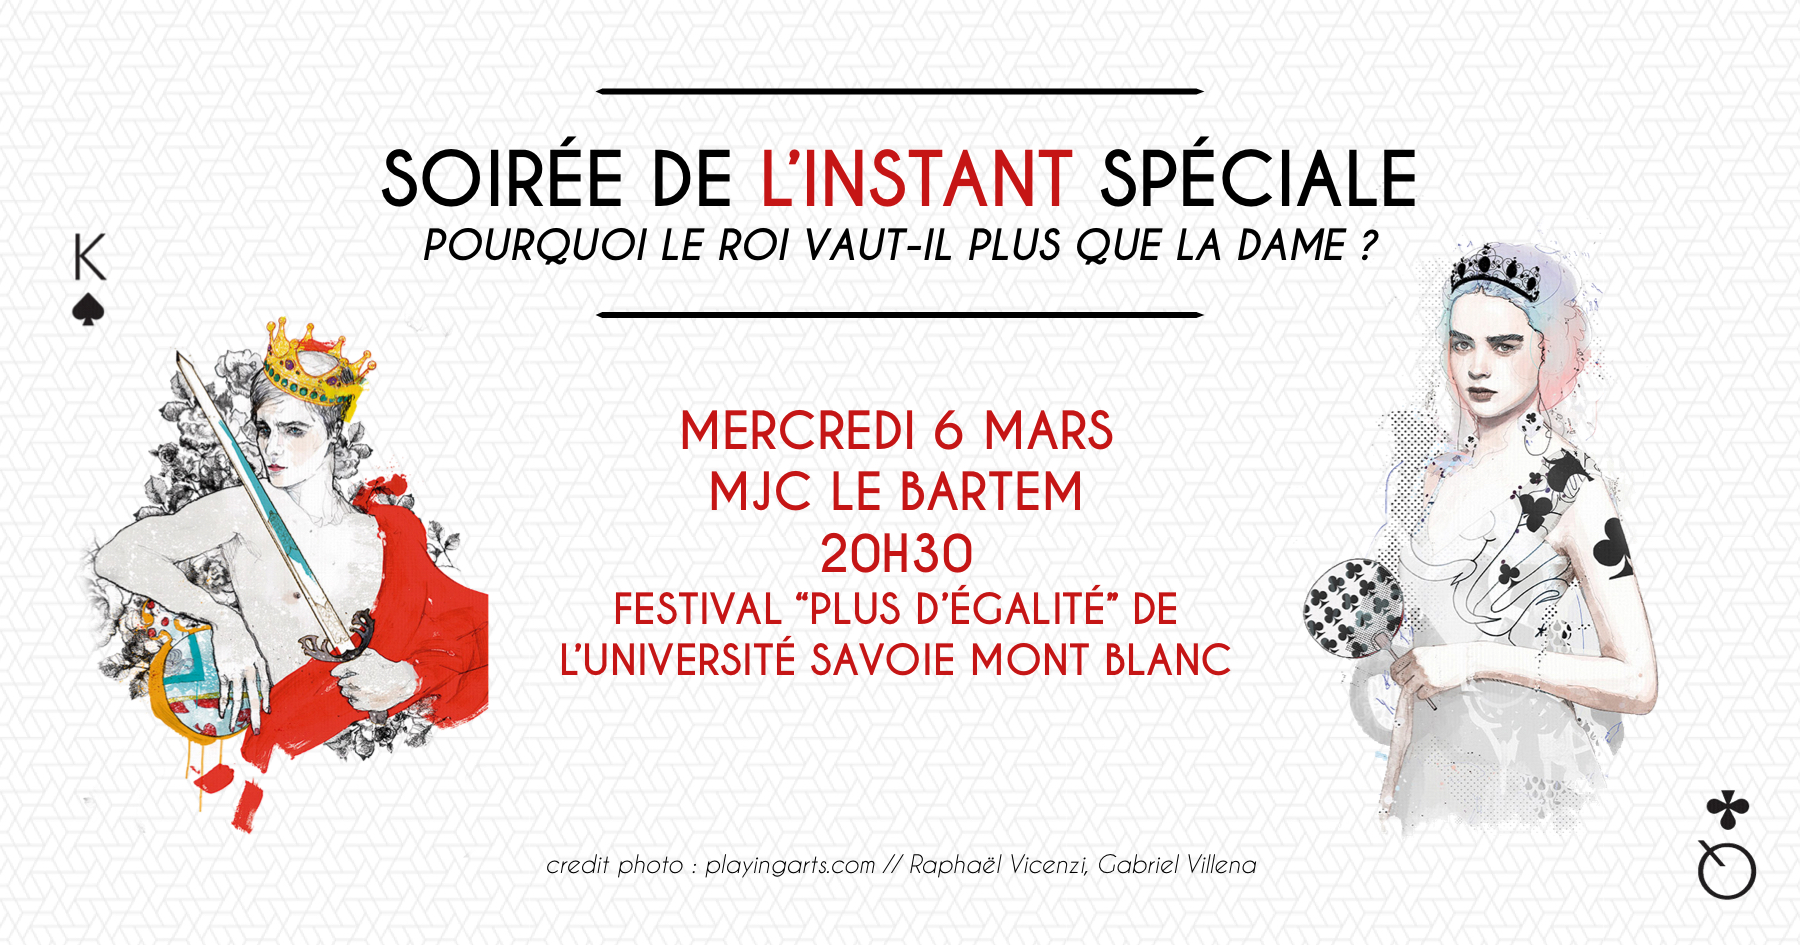 SOIRÉE DE L'INSTANT SPÉCIALE
POURQUOI LE ROI VAUT-IL PLUS QUE LA DAME ?
K
MERCREDI 6 MARS
MJC LE BARTEM
20H30
FESTIVAL “PLUS D'ÉGALITÉ” DE
L'UNIVERSITÉ SAVOIE MONT BLANC
credit photo : playingarts.com // Raphaël Vicenzi, Gabriel Villena
Q